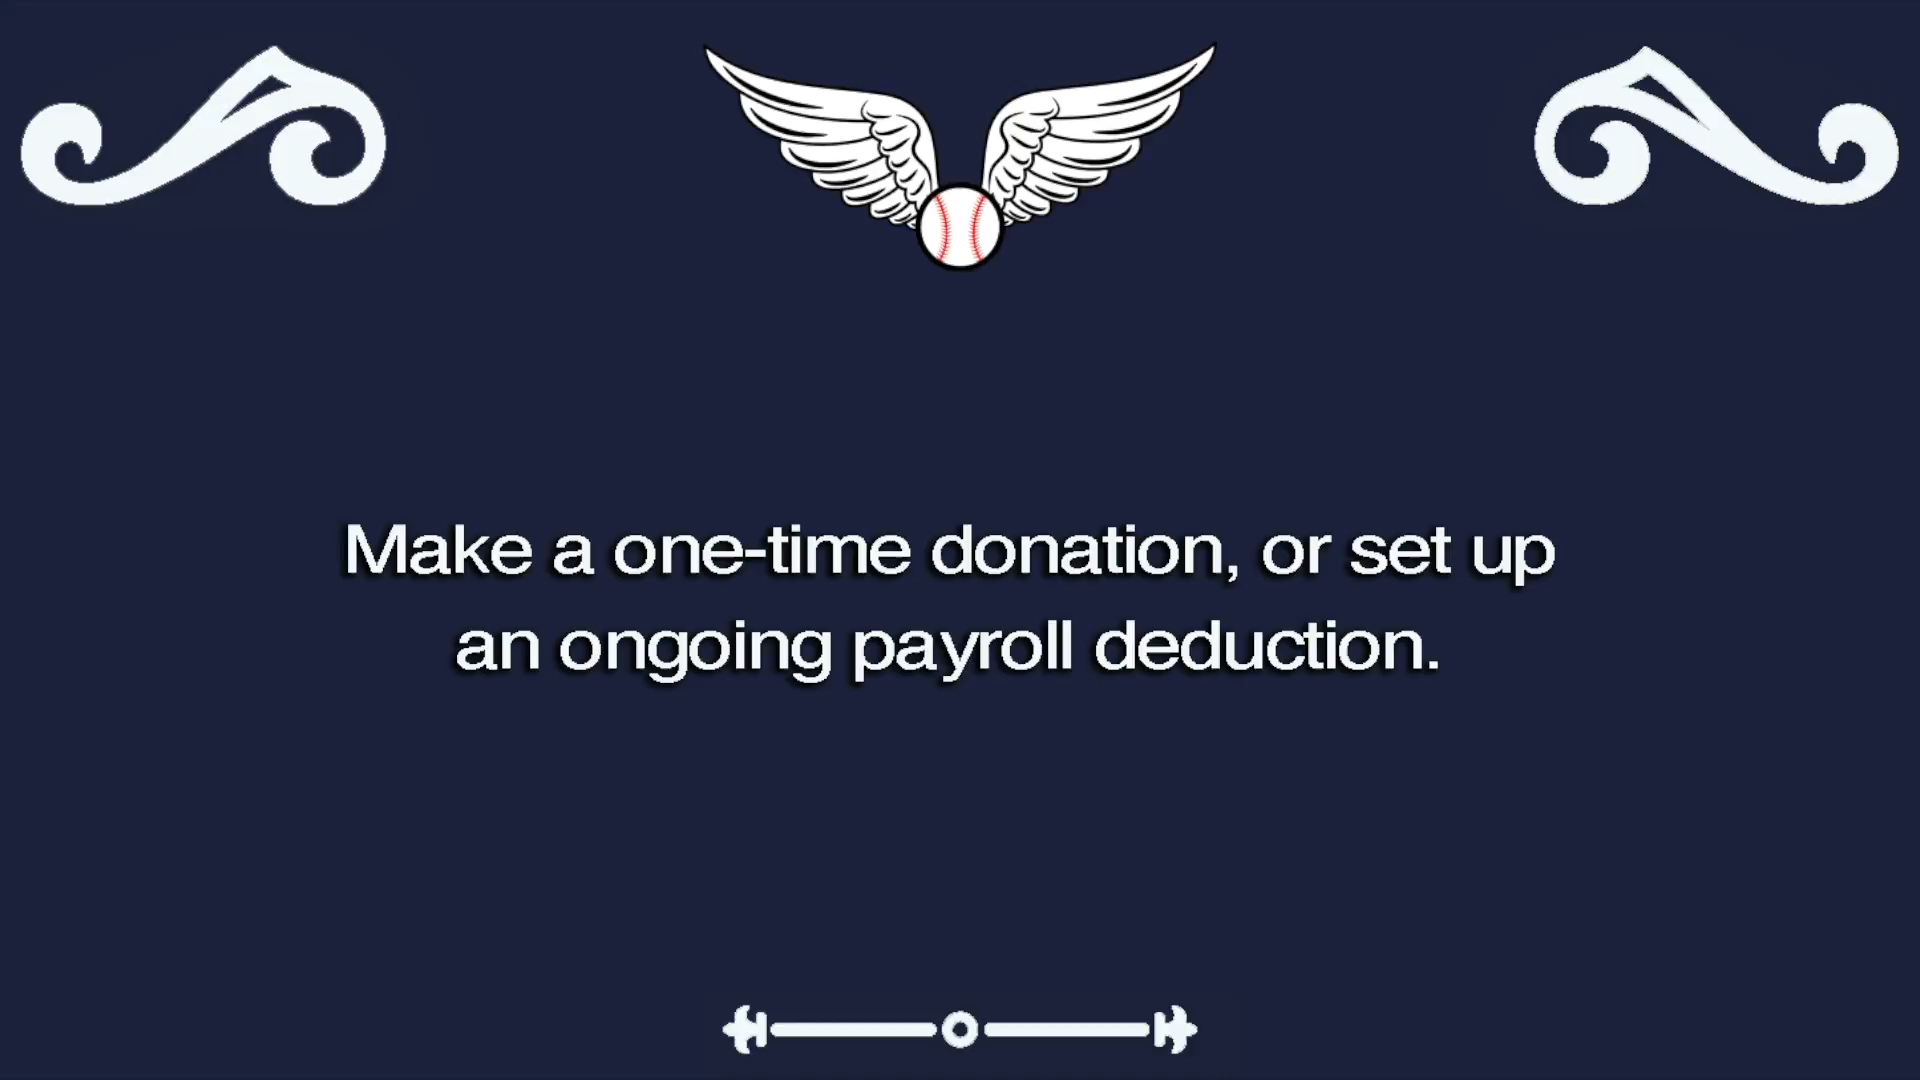 Make a one-time donation, or set up
an ongoing payroll deduction.